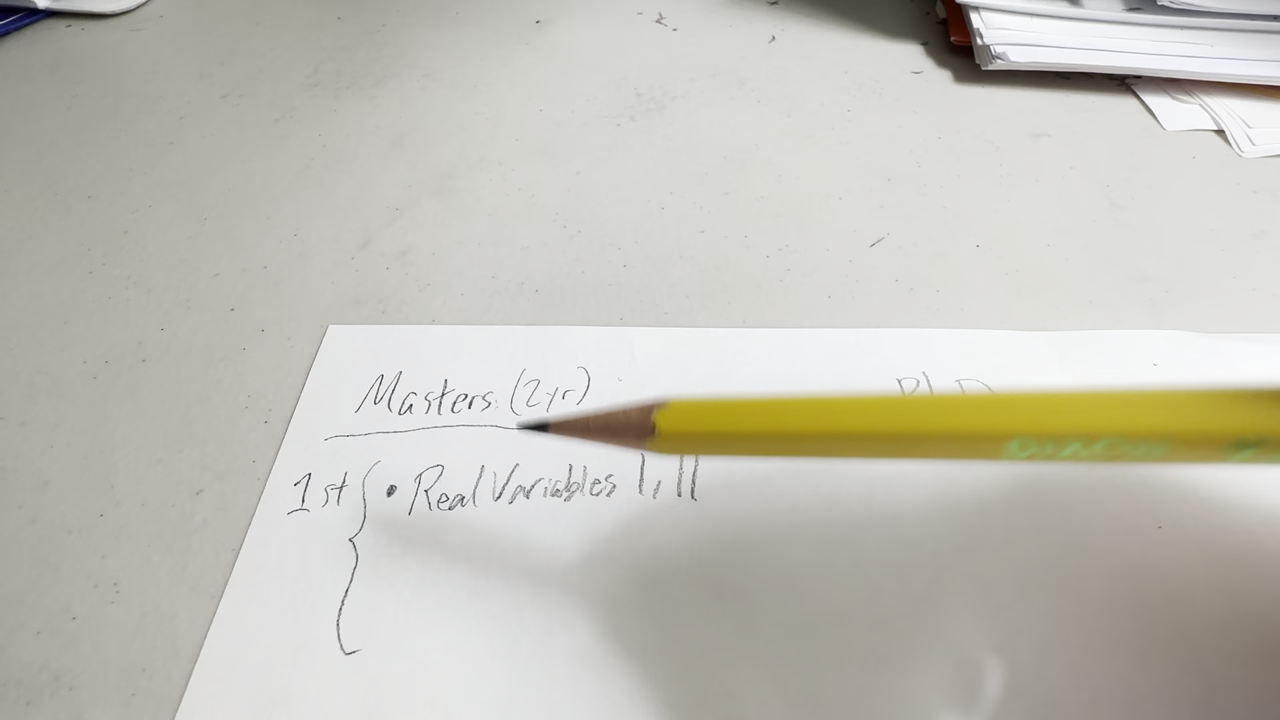 Masters: (2yr)
1st { • Real Variables I, II